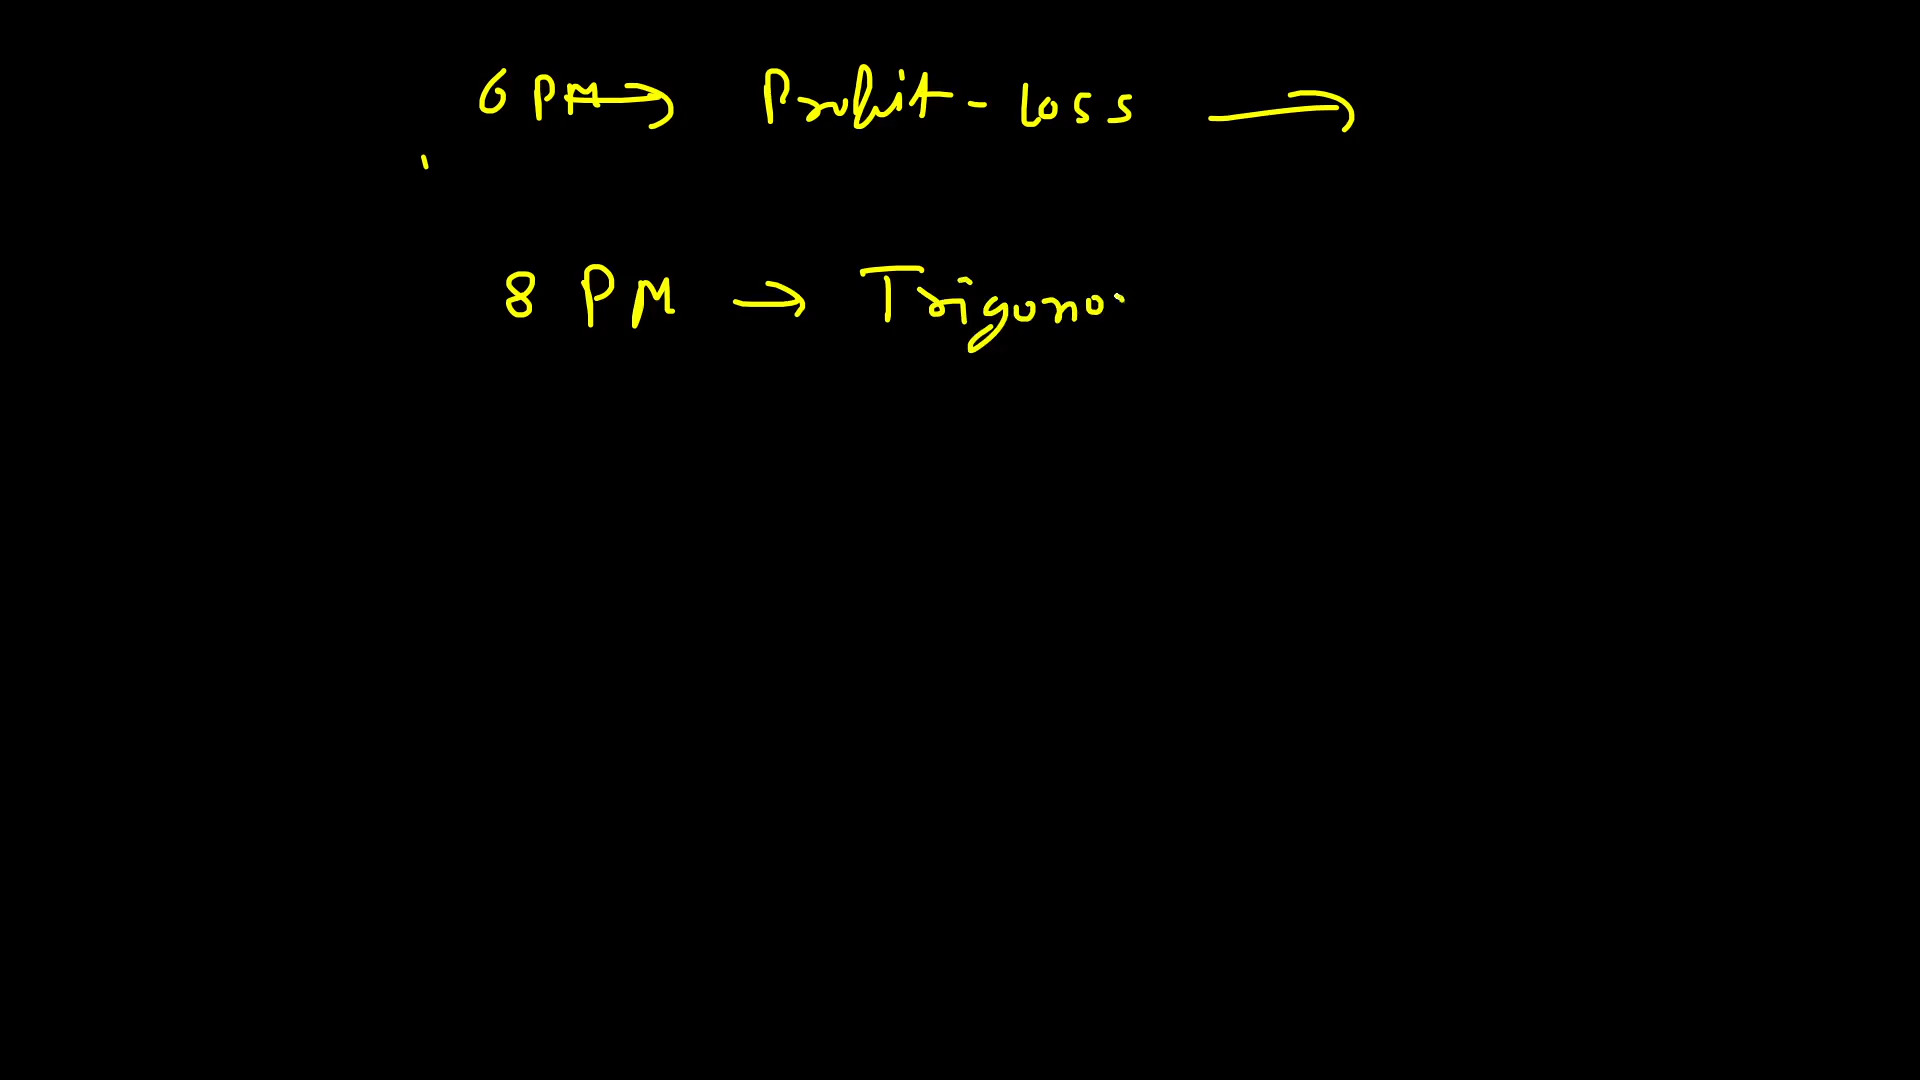 6 PM → Profit - loss →
8 PM → Trigono